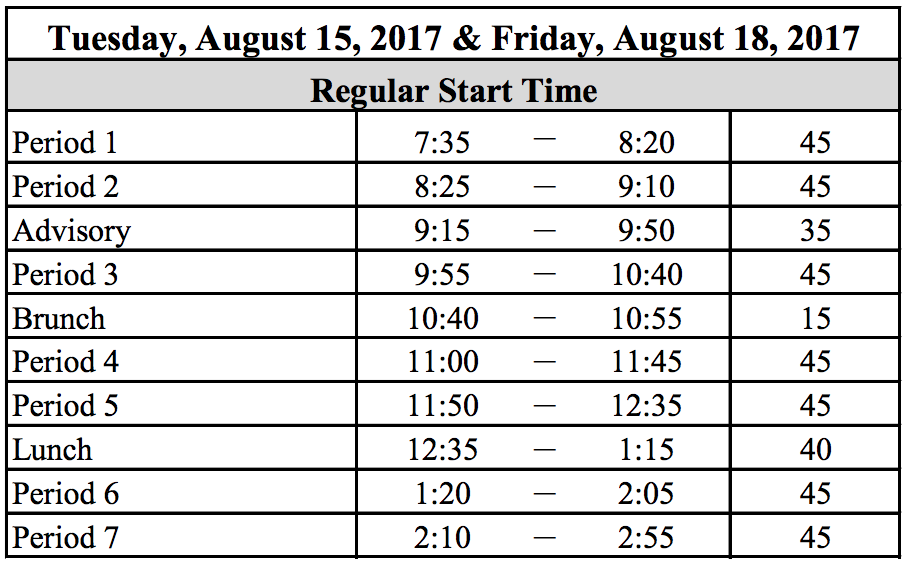 Tuesday, August 15, 2017 & Friday, August 18, 2017
Regular Start Time
Period 1 7:35 — 8:20 45
Period 2 8:25 — 9:10 45
Advisory 9:15 — 9:50 35
Period 3 9:55 — 10:40 45
Brunch 10:40 — 10:55 15
Period 4 11:00 — 11:45 45
Period 5 11:50 — 12:35 45
Lunch 12:35 — 1:15 40
Period 6 1:20 — 2:05 45
Period 7 2:10 — 2:55 45